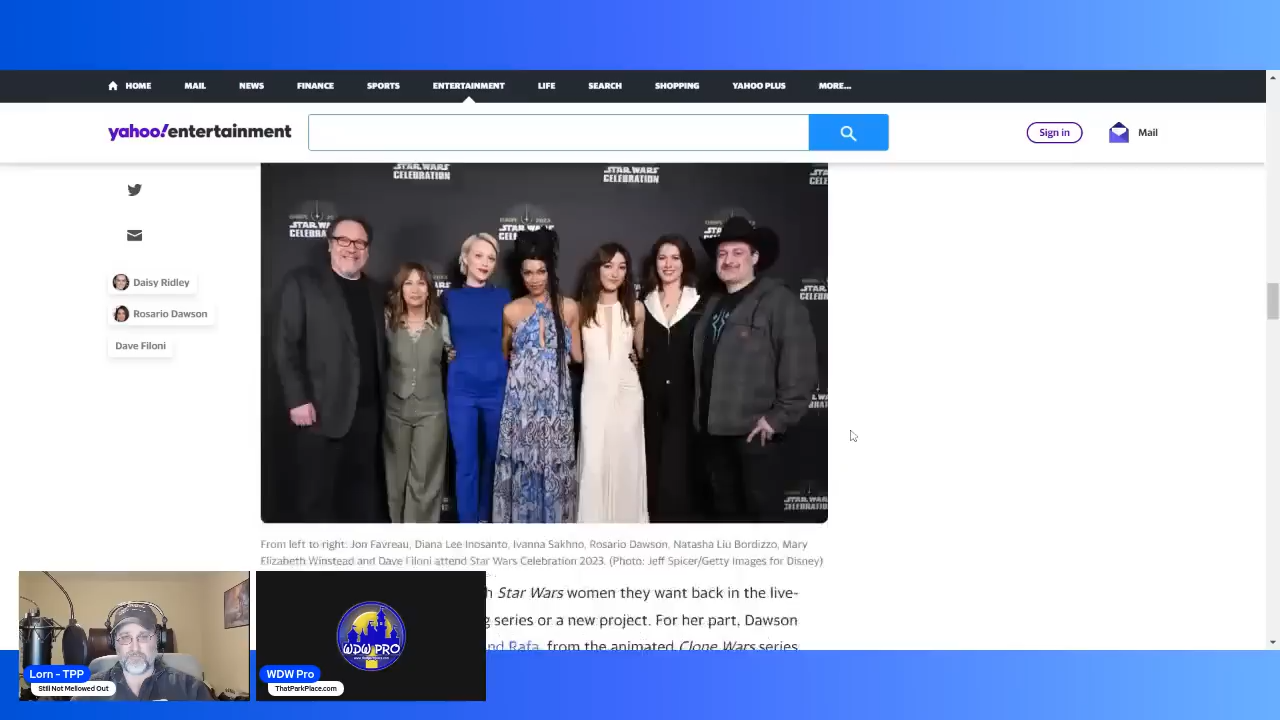 HOME MAIL NEWS FINANCE SPORTS ENTERTAINMENT LIFE SEARCH SHOPPING YAHOO PLUS MORE...
yahoo!entertainment Sign in Mail
STAR WARS CELEBRATION STAR WARS CELEBRATION
Daisy Ridley
Rosario Dawson
Dave Filoni
From left to right: Jon Favreau, Diana Lee Inosanto, Ivanna Sakhno, Rosario Dawson, Natasha Liu Bordizzo, Mary
Elizabeth Winstead and Dave Filoni attend Star Wars Celebration 2023. (Photo: Jeff Spicer/Getty Images for Disney)
h Star Wars women they want back in the live-
g series or a new project. For her part, Dawson
nd Rafa, from the animated Clone Wars series
WDW PRO
Lorn - TPP
Still Not Mellowed Out
WDW Pro
ThatParkPlace.com